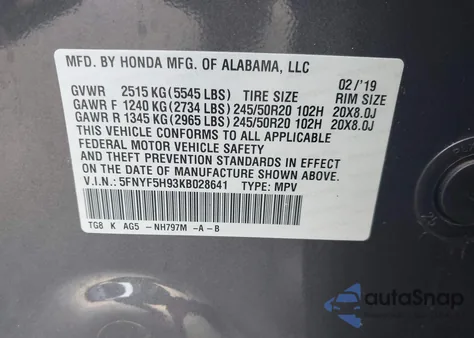 MFD. BY HONDA MFG. OF ALABAMA, LLC
GVWR 2515 KG (5545 LBS) TIRE SIZE 02/'19 RIM SIZE
GAWR F 1240 KG (2734 LBS) 245/50R20 102H 20X8.0J
GAWR R 1345 KG (2965 LBS) 245/50R20 102H 20X8.0J
THIS VEHICLE CONFORMS TO ALL APPLICABLE
FEDERAL MOTOR VEHICLE SAFETY STANDARDS IN EFFECT
ON THE DATE OF MANUFACTURE SHOWN ABOVE.
V.I.N.: 5FNYF5H93KB028641 TYPE: MPV
TG8 K AG5 -NH797M -A -B
autoSnap